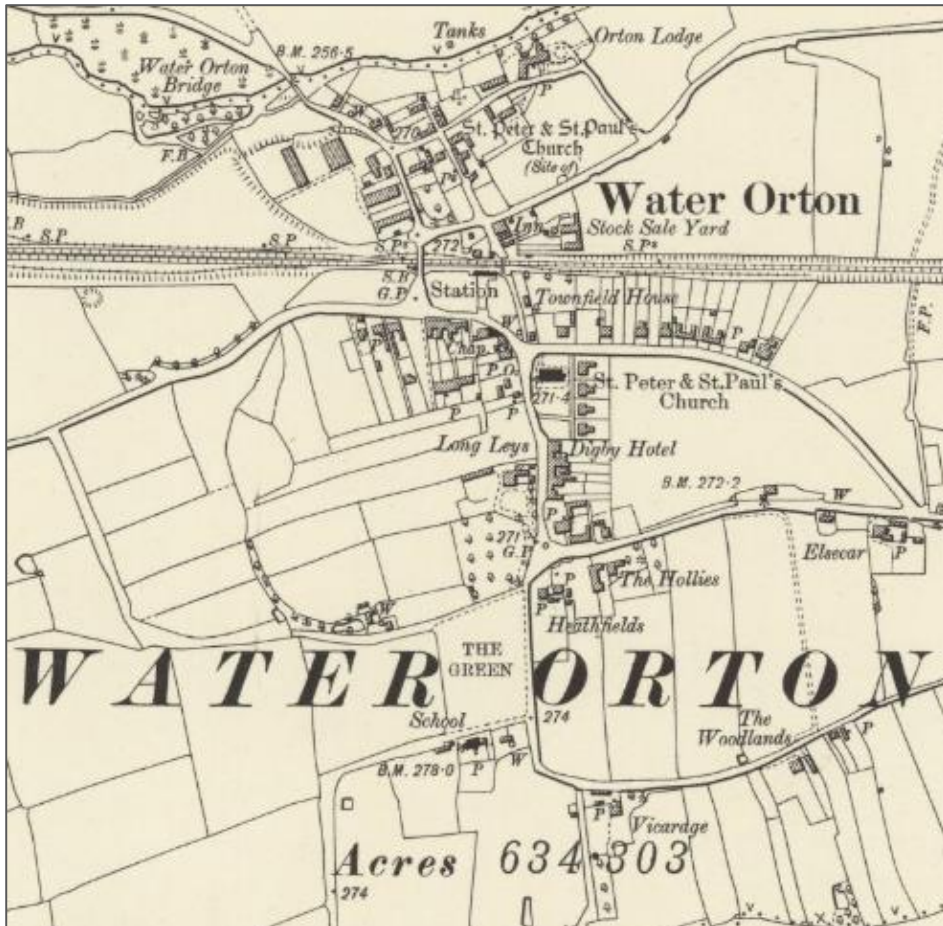 Tanks
Orton Lodge
B.M. 256·5
Water Orton
Bridge
P
270
St. Peter & St. Paul's
Church
(Site of)
F.B
Water Orton
Inn
Stock Sale Yard
S.P
S.P
S.Ps
272
S.Ps
B
S.B
G.P.
Station
Townfield House
W
F.P.
P
Chap.
P
P.O.
St. Peter & St. Paul's
Church
271·4
P
P
Long Leys
Digby Hotel
B.M. 272·2
W
P
271
G.P
Elsecar
P
P
The Hollies
P
Heathfields
W
THE
GREEN
WATER ORTON
School
274
The
Woodlands
P
B.M. 278·0
P
W
P
Vicarage
Acres 634·303
274